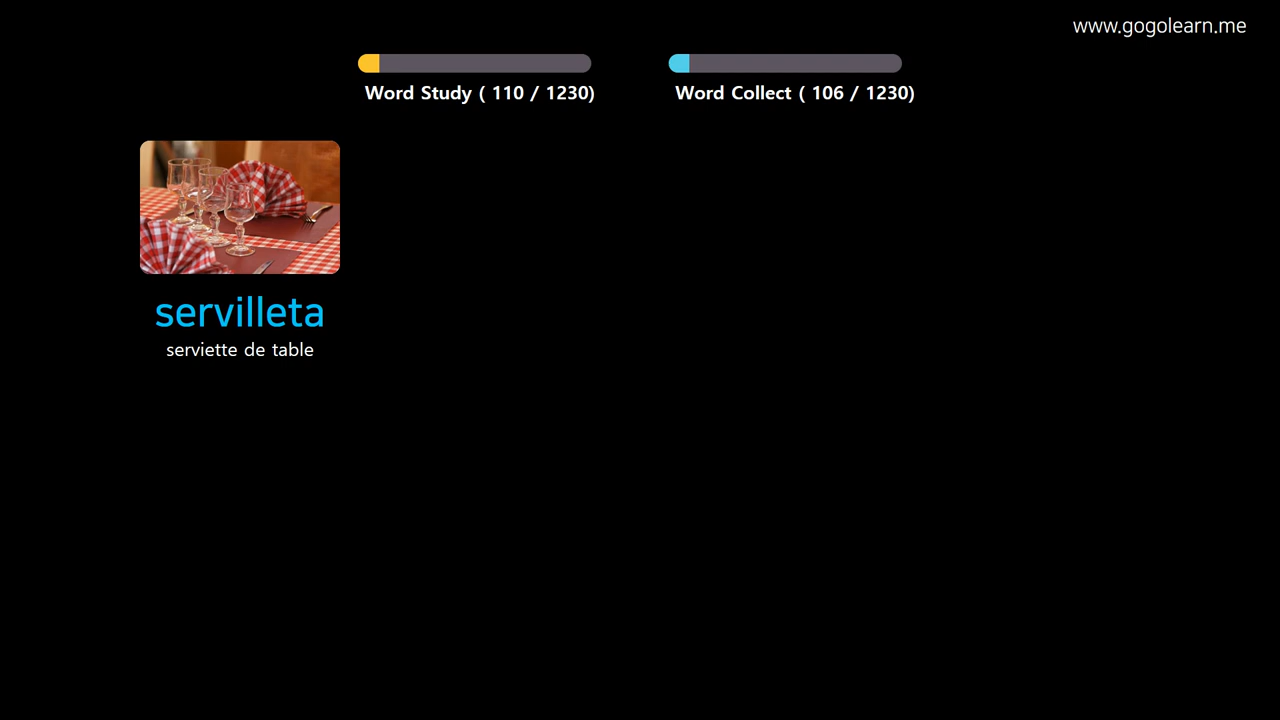 www.gogolearn.me
Word Study ( 110 / 1230)
Word Collect ( 106 / 1230)
servilleta
serviette de table